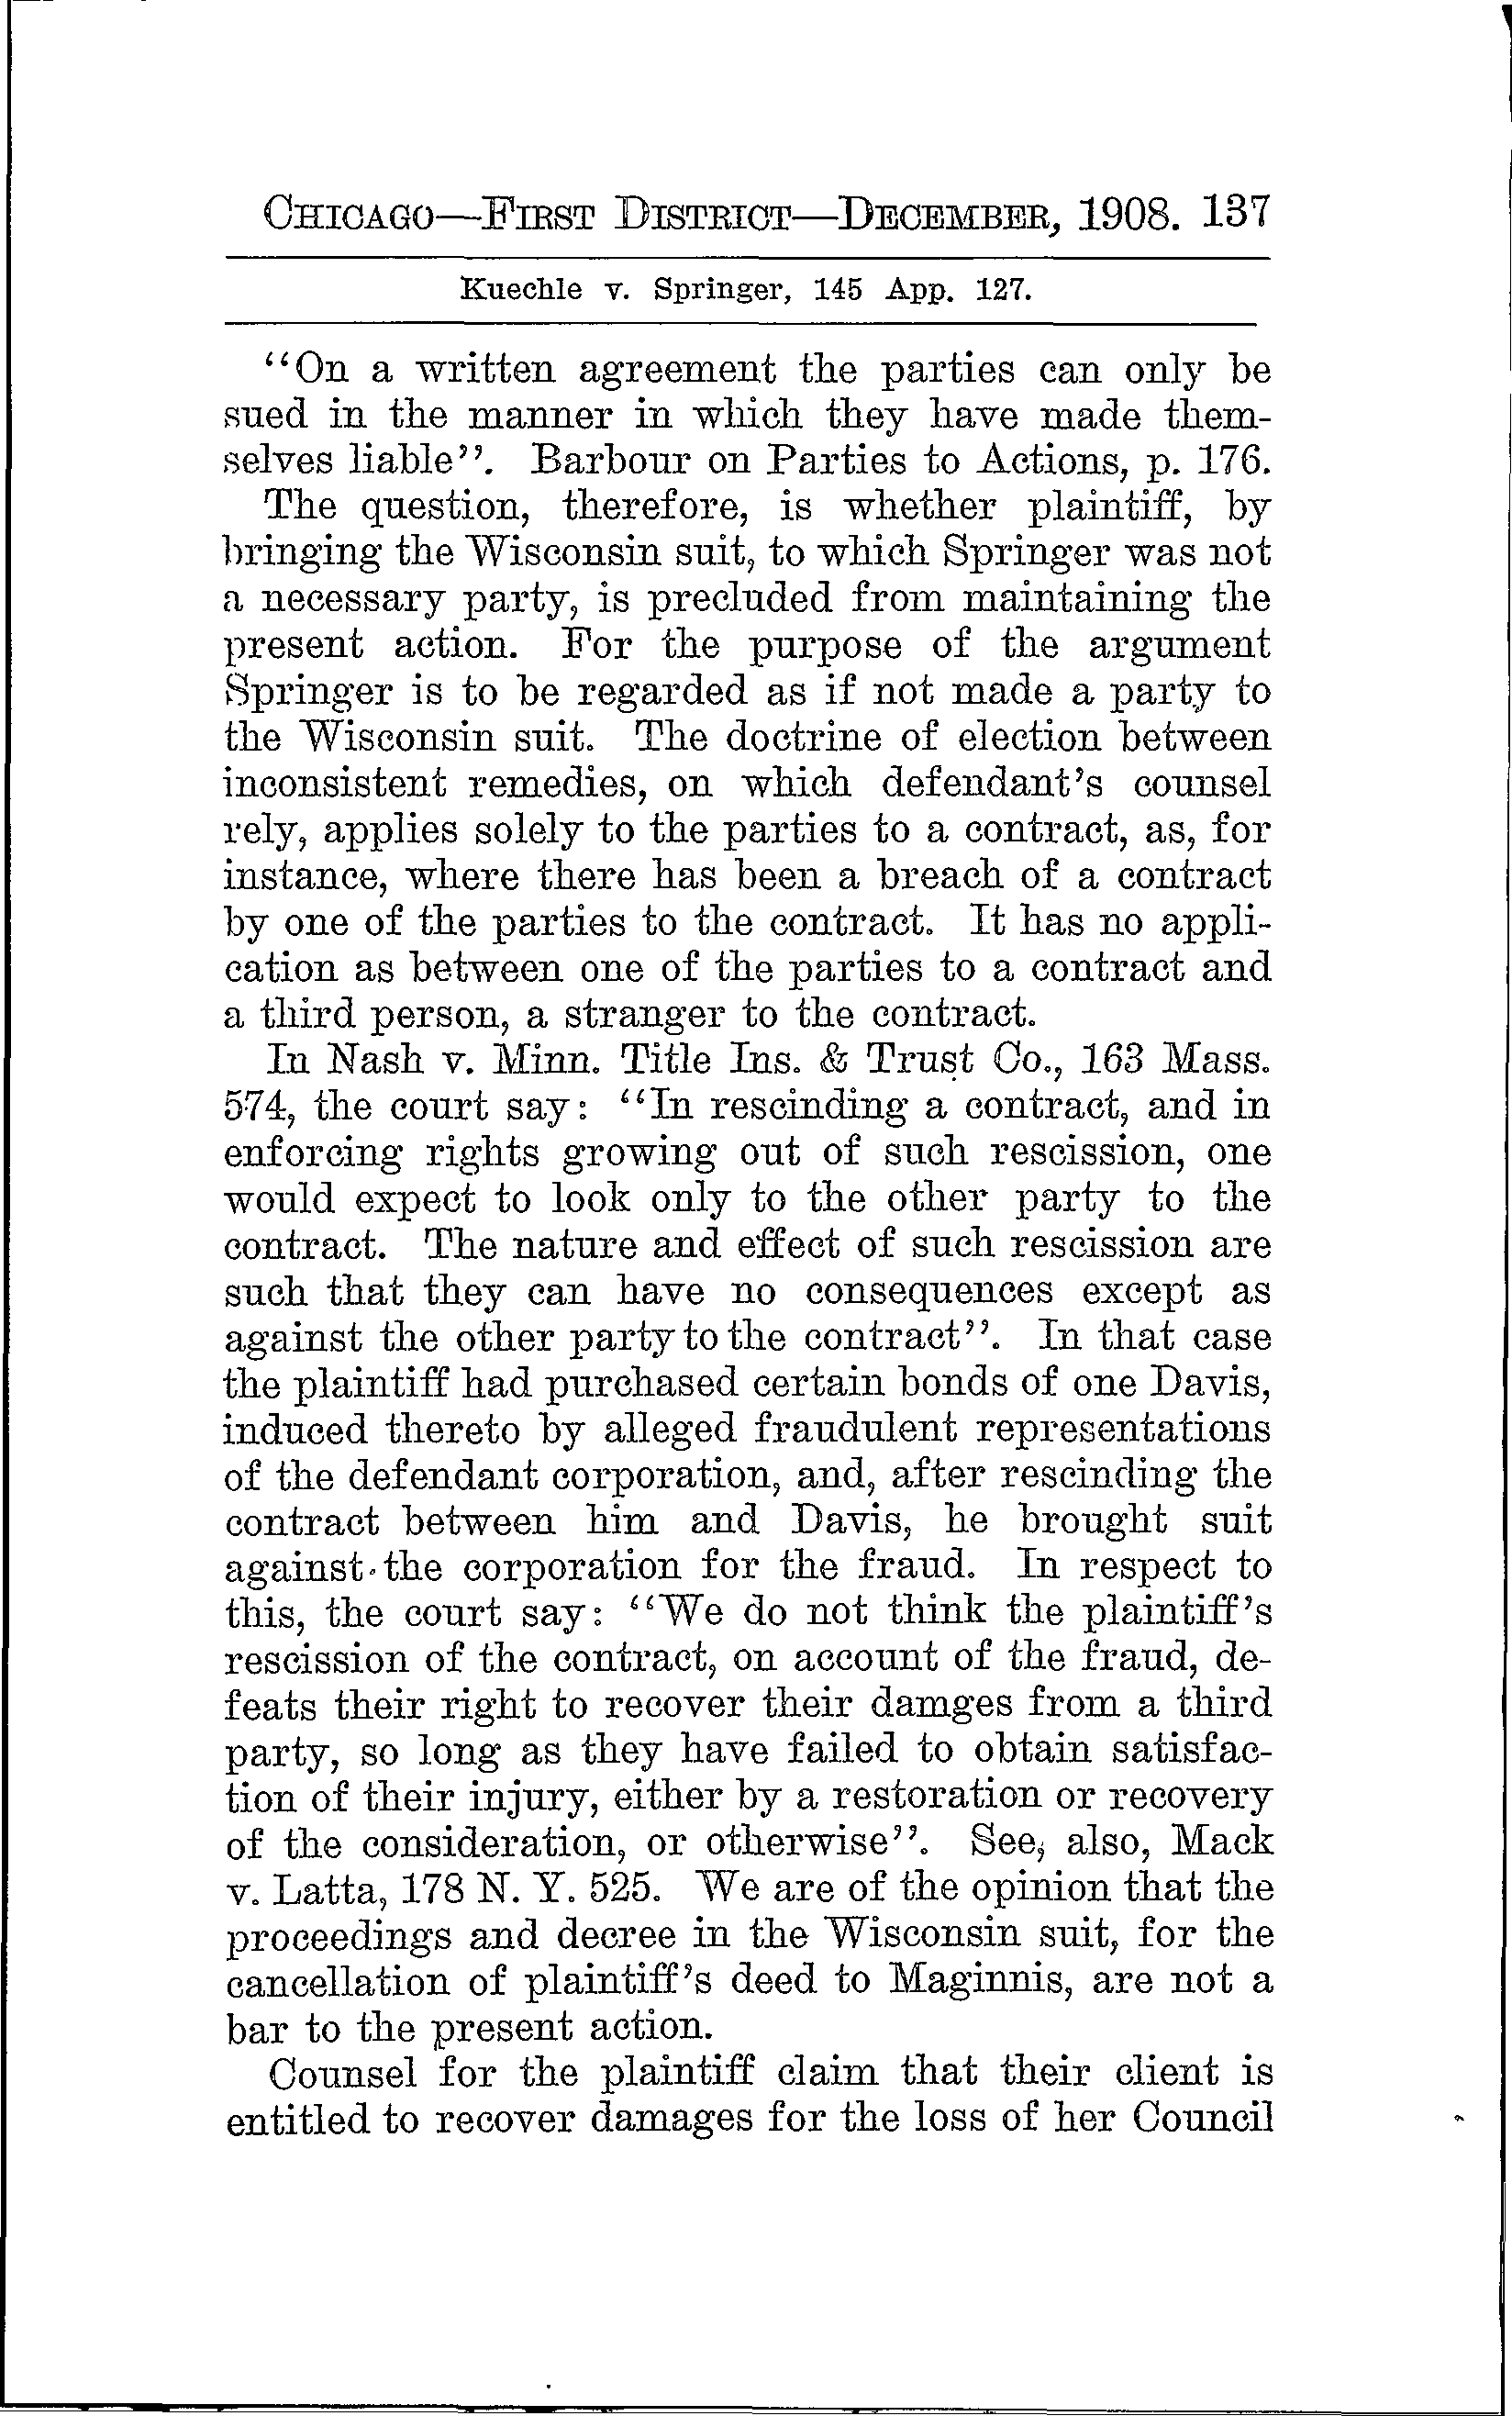 CHICAGO—FIRST DISTRICT—DECEMBER, 1908. 137
Kuechle v. Springer, 145 App. 127.
"On a written agreement the parties can only be
sued in the manner in which they have made them-
selves liable". Barbour on Parties to Actions, p. 176.
The question, therefore, is whether plaintiff, by
bringing the Wisconsin suit, to which Springer was not
a necessary party, is precluded from maintaining the
present action. For the purpose of the argument
Springer is to be regarded as if not made a party to
the Wisconsin suit. The doctrine of election between
inconsistent remedies, on which defendant's counsel
rely, applies solely to the parties to a contract, as, for
instance, where there has been a breach of a contract
by one of the parties to the contract. It has no appli-
cation as between one of the parties to a contract and
a third person, a stranger to the contract.
In Nash v. Minn. Title Ins. & Trust Co., 163 Mass.
574, the court say: "In rescinding a contract, and in
enforcing rights growing out of such rescission, one
would expect to look only to the other party to the
contract. The nature and effect of such rescission are
such that they can have no consequences except as
against the other party to the contract". In that case
the plaintiff had purchased certain bonds of one Davis,
induced thereto by alleged fraudulent representations
of the defendant corporation, and, after rescinding the
contract between him and Davis, he brought suit
against the corporation for the fraud. In respect to
this, the court say: "We do not think the plaintiff's
rescission of the contract, on account of the fraud, de-
feats their right to recover their damges from a third
party, so long as they have failed to obtain satisfac-
tion of their injury, either by a restoration or recovery
of the consideration, or otherwise". See, also, Mack
v. Latta, 178 N. Y. 525. We are of the opinion that the
proceedings and decree in the Wisconsin suit, for the
cancellation of plaintiff's deed to Maginnis, are not a
bar to the present action.
Counsel for the plaintiff claim that their client is
entitled to recover damages for the loss of her Council